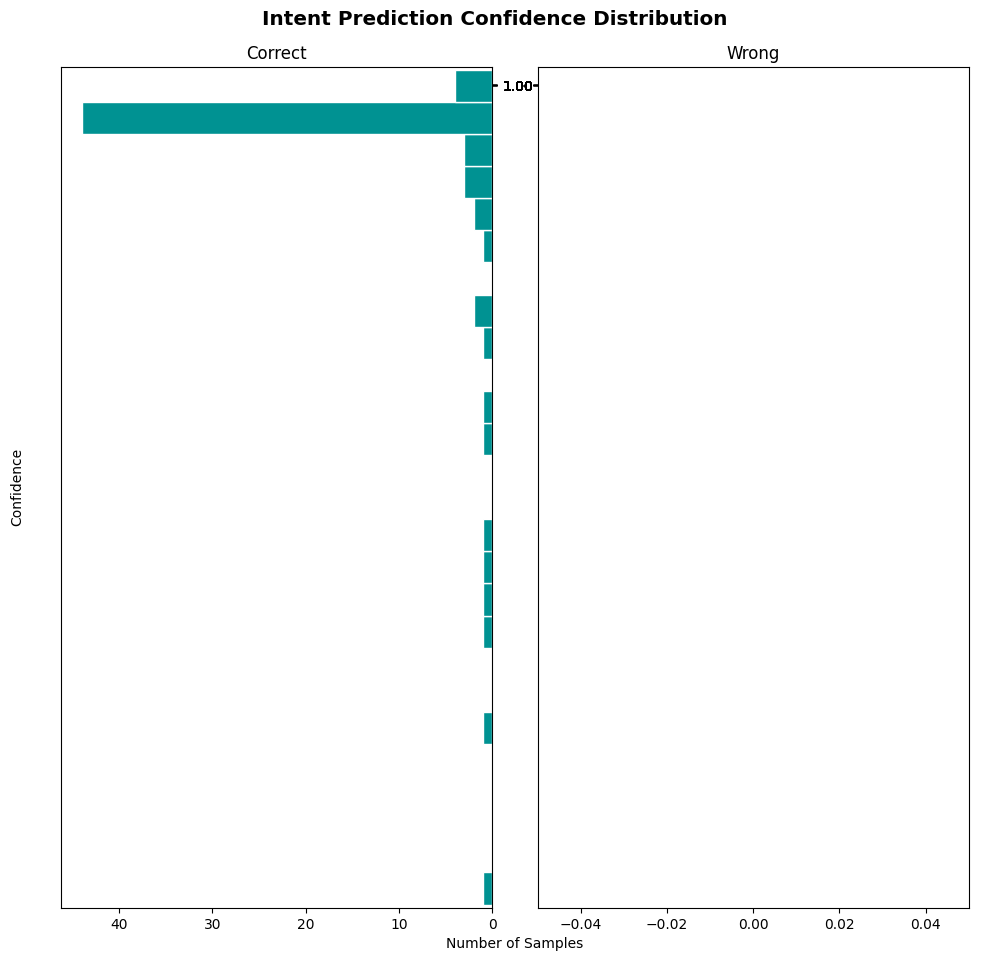 Intent Prediction Confidence Distribution
Correct
Wrong
1.00
Confidence
40 30 20 10 0
−0.04 −0.02 0.00 0.02 0.04
Number of Samples